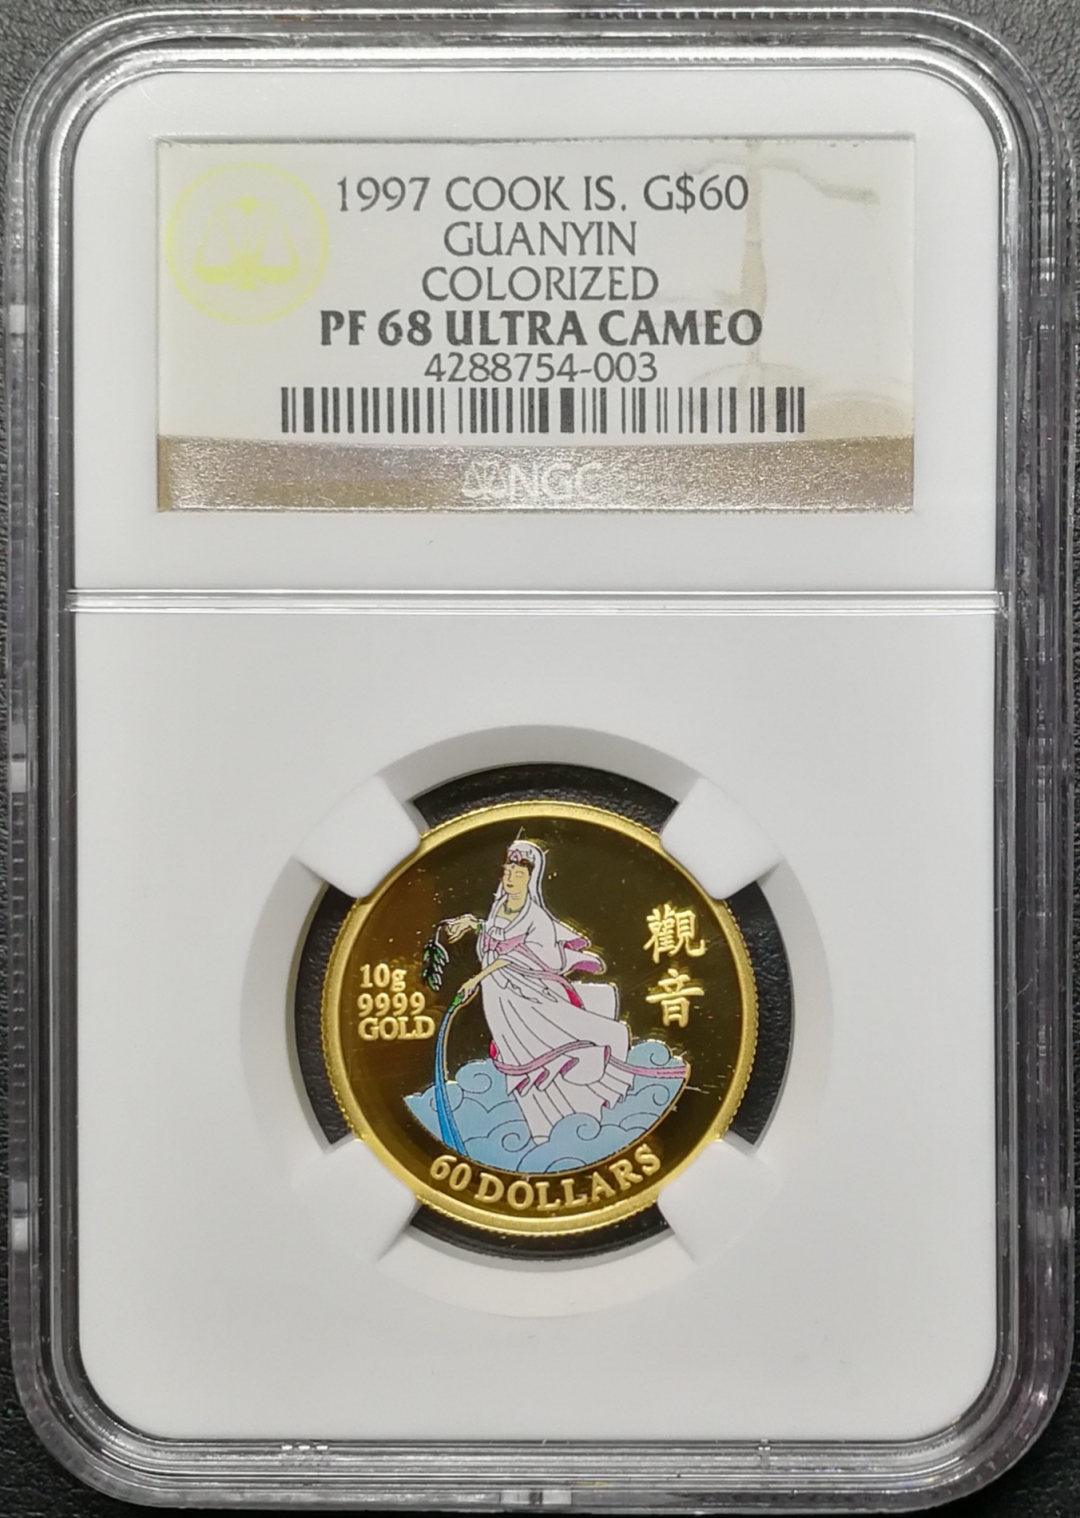 1997 COOK IS. G$60
GUANYIN
COLORIZED
PF 68 ULTRA CAMEO
4288754-003
NGC
觀音
10g
9999
GOLD
60 DOLLARS